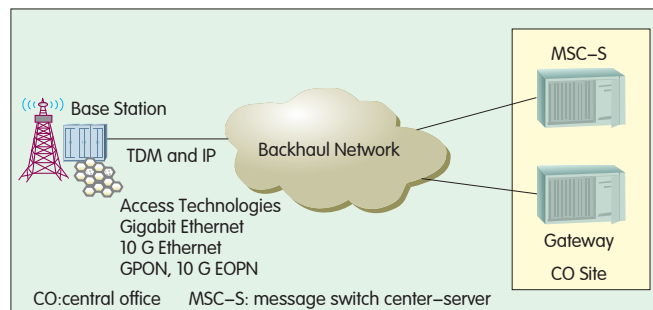 MSC–S
Base Station
TDM and IP
Backhaul Network
Access Technologies
Gigabit Ethernet
10 G Ethernet
GPON, 10 G EOPN
Gateway
CO Site
CO:central office MSC–S: message switch center–server